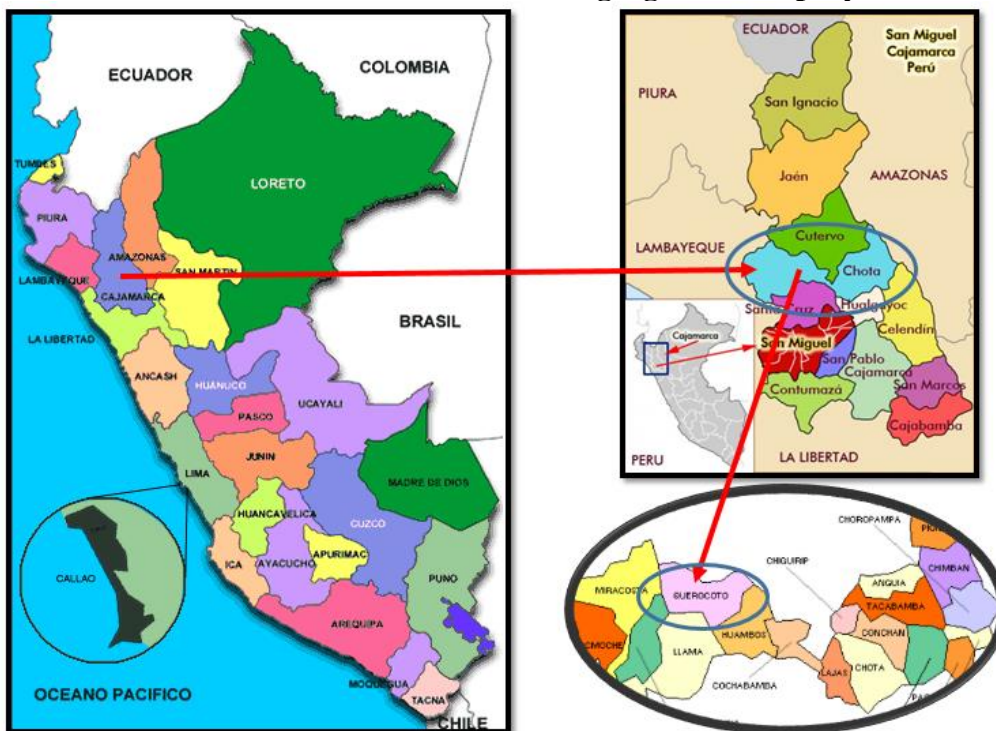 ECUADOR
COLOMBIA
TUMBES
LORETO
PIURA
AMAZONAS
LAMBAYEQUE
SAN MARTIN
CAJAMARCA
BRASIL
LA LIBERTAD
ANCASH
HUANUCO
UCAYALI
PASCO
JUNIN
LIMA
MADRE DE DIOS
HUANCAVELICA
CUZCO
CALLAO
ICA
AYACUCHO
APURIMAC
PUNO
AREQUIPA
MOQUEGUA
OCEANO PACIFICO
TACNA
CHILE
ECUADOR
San Miguel
Cajamarca
Perú
PIURA
San Ignacio
Jaén
AMAZONAS
Cutervo
LAMBAYEQUE
Chota
Santa Cruz
Hualgayoc
Celendín
Cajamarca
San Miguel
San Pablo
Cajamarca
San Marcos
Contumazá
Cajabamba
PERU
LA LIBERTAD
CHOROPAMPA
CHIGUIRIP
MIRACOSTA
QUEROCOTO
ANGUIA
CHIMBAN
TACABAMBA
CMOCHE
HUAMBOS
CONCHAN
LLAMA
LAJAS
CHOTA
COCHABAMBA